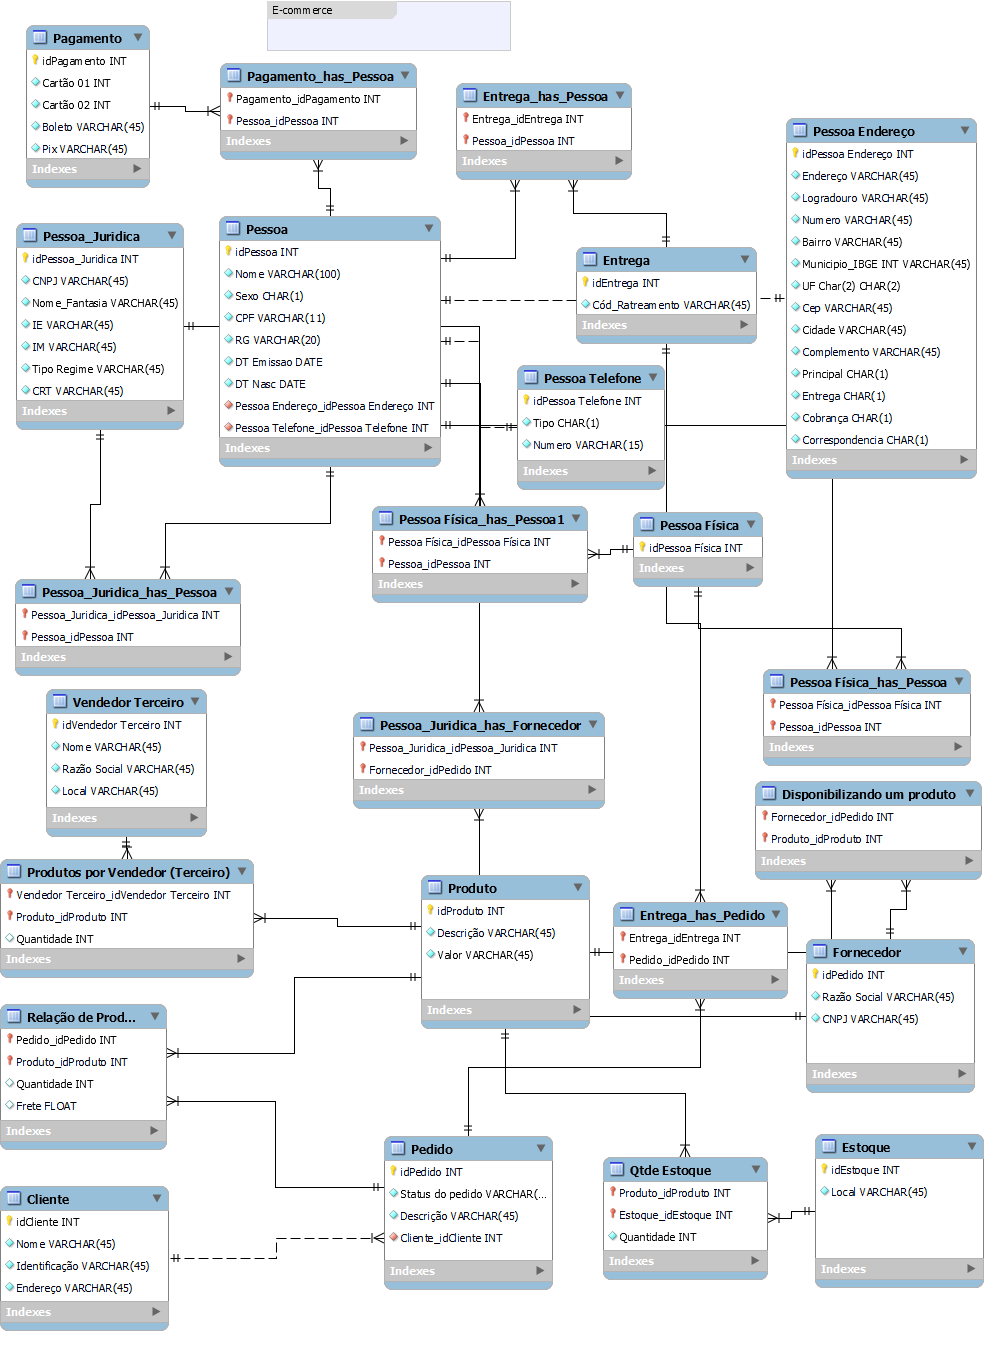 E-commerce
Pagamento
idPagamento INT
Cartão 01 INT
Cartão 02 INT
Boleto VARCHAR(45)
Pix VARCHAR(45)
Indexes
Pagamento_has_Pessoa
Pagamento_idPagamento INT
Pessoa_idPessoa INT
Indexes
Entrega_has_Pessoa
Entrega_idEntrega INT
Pessoa_idPessoa INT
Indexes
Pessoa Endereço
idPessoa Endereço INT
Endereço VARCHAR(45)
Logradouro VARCHAR(45)
Numero VARCHAR(45)
Bairro VARCHAR(45)
Municipio_IBGE INT VARCHAR(45)
UF Char(2) CHAR(2)
Cep VARCHAR(45)
Cidade VARCHAR(45)
Complemento VARCHAR(45)
Principal CHAR(1)
Entrega CHAR(1)
Cobrança CHAR(1)
Correspondencia CHAR(1)
Indexes
Pessoa_Juridica
idPessoa_Juridica INT
CNPJ VARCHAR(45)
Nome_Fantasia VARCHAR(45)
IE VARCHAR(45)
IM VARCHAR(45)
Tipo Regime VARCHAR(45)
CRT VARCHAR(45)
Indexes
Pessoa
idPessoa INT
Nome VARCHAR(100)
Sexo CHAR(1)
CPF VARCHAR(11)
RG VARCHAR(20)
DT Emissao DATE
DT Nasc DATE
Pessoa Endereço_idPessoa Endereço INT
Pessoa Telefone_idPessoa Telefone INT
Indexes
Entrega
idEntrega INT
Cód_Ratreamento VARCHAR(45)
Indexes
Pessoa Telefone
idPessoa Telefone INT
Tipo CHAR(1)
Numero VARCHAR(15)
Indexes
Pessoa Física_has_Pessoa1
Pessoa Física_idPessoa Física INT
Pessoa_idPessoa INT
Indexes
Pessoa Física
idPessoa Física INT
Indexes
Pessoa_Juridica_has_Pessoa
Pessoa_Juridica_idPessoa_Juridica INT
Pessoa_idPessoa INT
Indexes
Pessoa Física_has_Pessoa
Pessoa Física_idPessoa Física INT
Pessoa_idPessoa INT
Indexes
Vendedor Terceiro
idVendedor Terceiro INT
Nome VARCHAR(45)
Razão Social VARCHAR(45)
Local VARCHAR(45)
Indexes
Pessoa_Juridica_has_Fornecedor
Pessoa_Juridica_idPessoa_Juridica INT
Fornecedor_idPedido INT
Indexes
Disponibilizando um produto
Fornecedor_idPedido INT
Produto_idProduto INT
Indexes
Produtos por Vendedor (Terceiro)
Vendedor Terceiro_idVendedor Terceiro INT
Produto_idProduto INT
Quantidade INT
Indexes
Produto
idProduto INT
Descrição VARCHAR(45)
Valor VARCHAR(45)
Indexes
Entrega_has_Pedido
Entrega_idEntrega INT
Pedido_idPedido INT
Indexes
Fornecedor
idPedido INT
Razão Social VARCHAR(45)
CNPJ VARCHAR(45)
Indexes
Relação de Prod...
Pedido_idPedido INT
Produto_idProduto INT
Quantidade INT
Frete FLOAT
Indexes
Pedido
idPedido INT
Status do pedido VARCHAR(...
Descrição VARCHAR(45)
Cliente_idCliente INT
Indexes
Qtde Estoque
Produto_idProduto INT
Estoque_idEstoque INT
Quantidade INT
Indexes
Estoque
idEstoque INT
Local VARCHAR(45)
Indexes
Cliente
idCliente INT
Nome VARCHAR(45)
Identificação VARCHAR(45)
Endereço VARCHAR(45)
Indexes